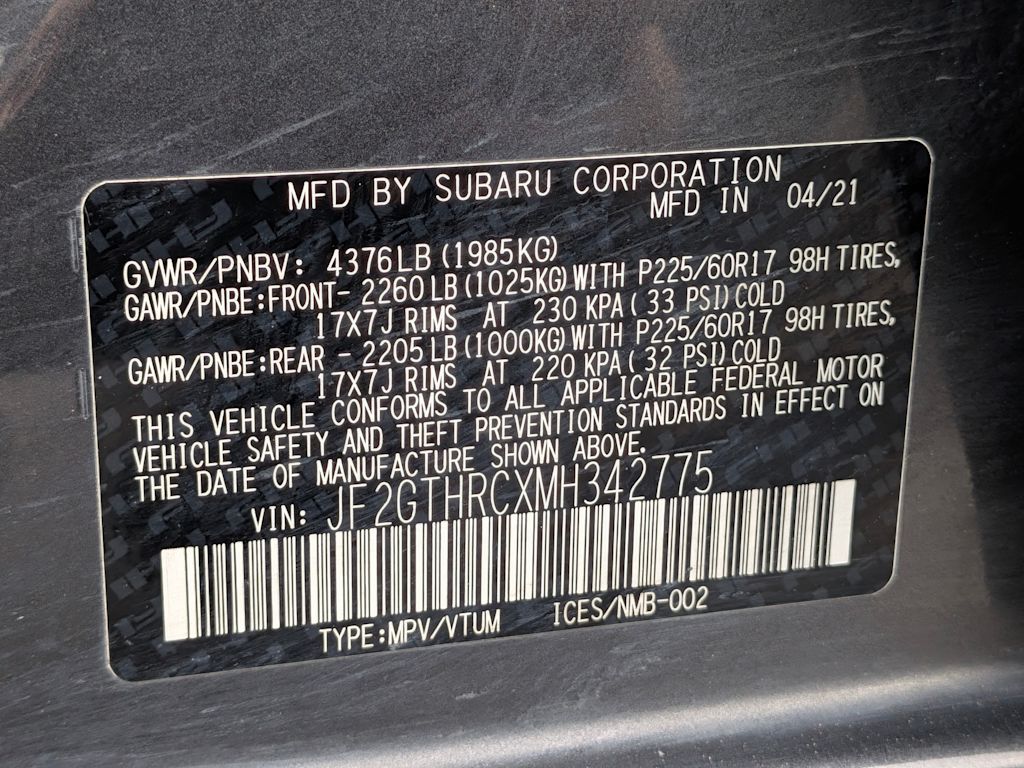 MFD BY SUBARU CORPORATION
MFD IN 04/21
GVWR/PNBV: 4376LB (1985KG)
GAWR/PNBE:FRONT- 2260LB (1025KG)WITH P225/60R17 98H TIRES,
17X7J RIMS AT 230 KPA( 33 PSI)COLD
GAWR/PNBE:REAR - 2205LB (1000KG)WITH P225/60R17 98H TIRES,
17X7J RIMS AT 220 KPA( 32 PSI)COLD
THIS VEHICLE CONFORMS TO ALL APPLICABLE FEDERAL MOTOR
VEHICLE SAFETY AND THEFT PREVENTION STANDARDS IN EFFECT ON
THE DATE OF MANUFACTURE SHOWN ABOVE.
VIN: JF2GTHRCXMH342775
TYPE:MPV/VTUM ICES/NMB-002